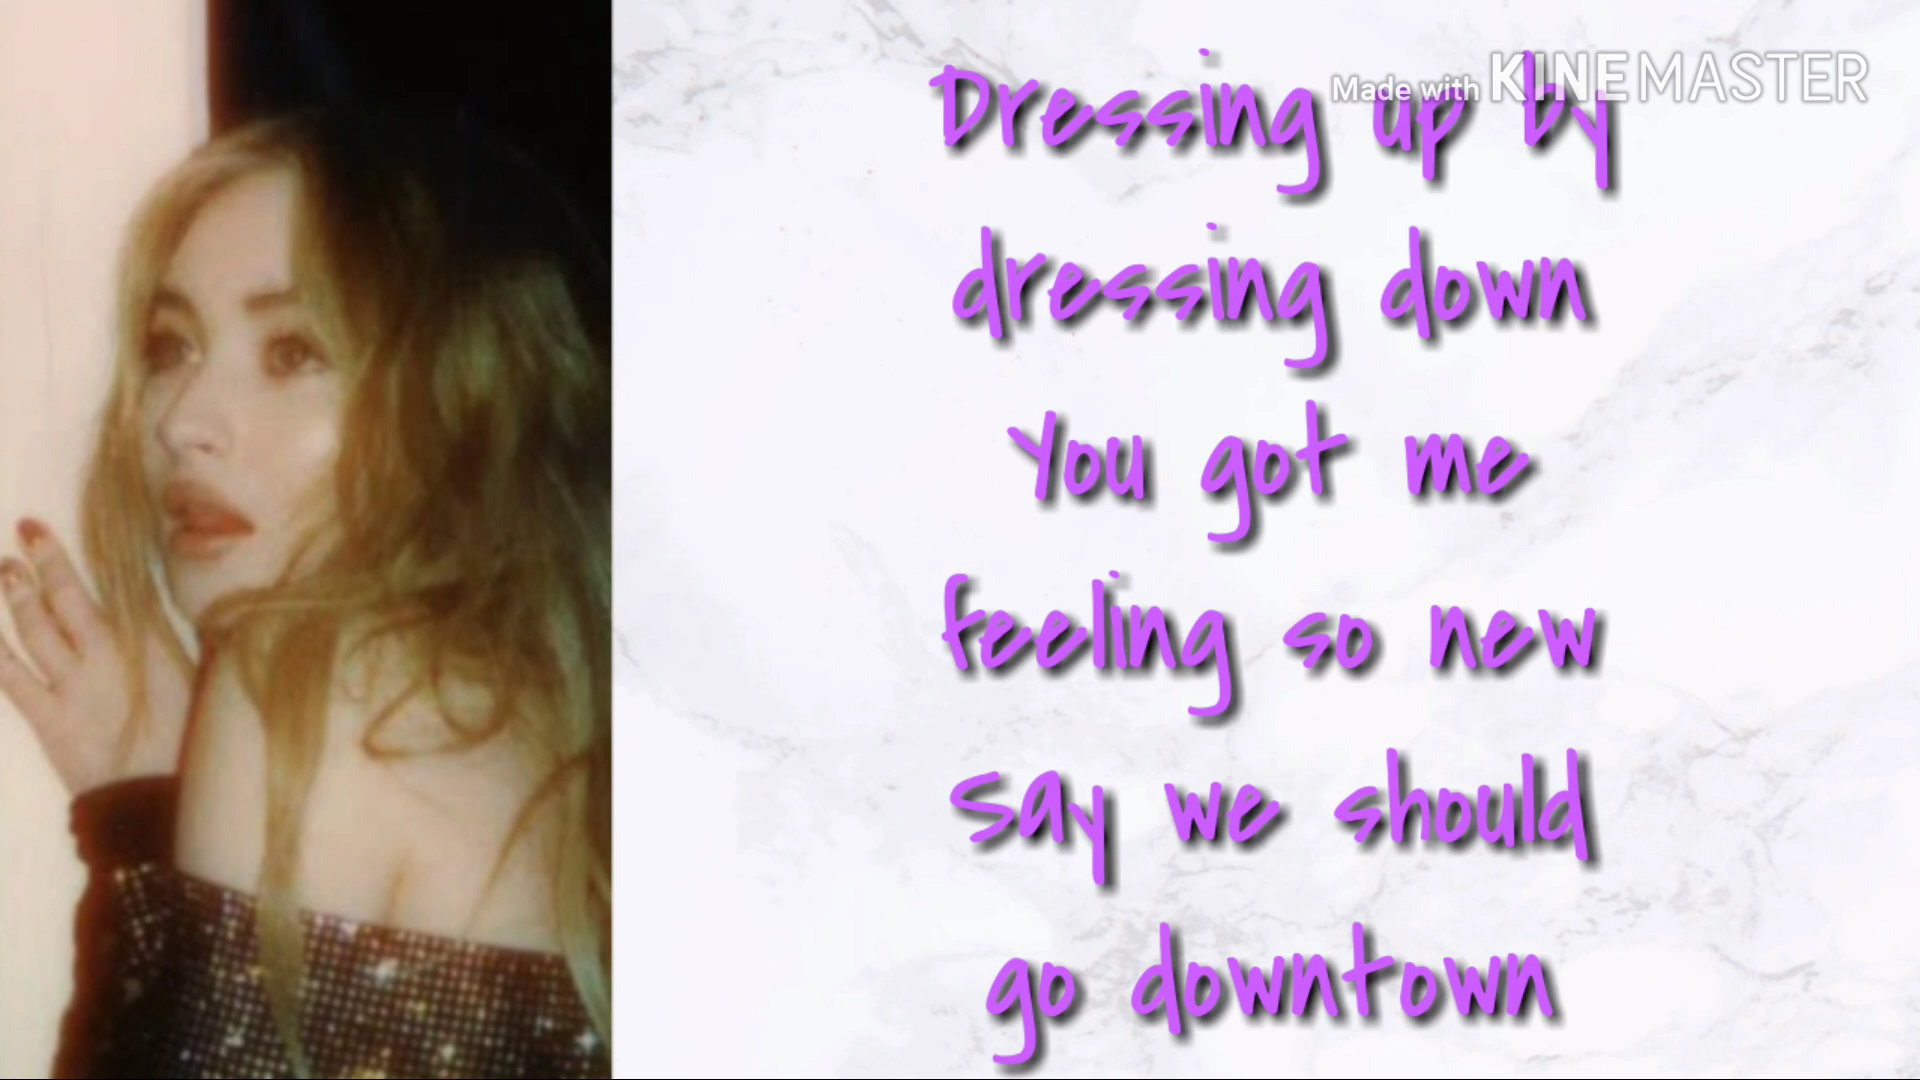 Made with KINEMASTER
Dressing up by
dressing down
You got me
feeling so new
Say we should
go downtown